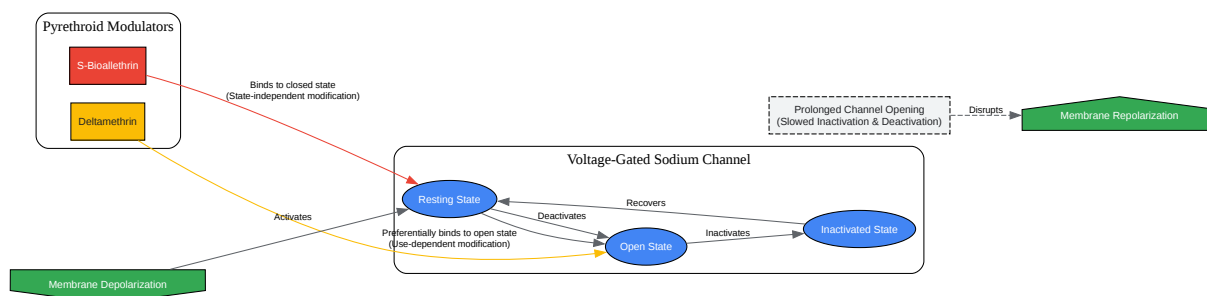 Pyrethroid Modulators
S-Bioallethrin
Deltamethrin
Binds to closed state
(State-independent modification)
Prolonged Channel Opening
(Slowed Inactivation & Deactivation)
Disrupts
Membrane Repolarization
Voltage-Gated Sodium Channel
Resting State
Recovers
Deactivates
Activates
Preferentially binds to open state
(Use-dependent modification)
Open State
Inactivates
Inactivated State
Membrane Depolarization